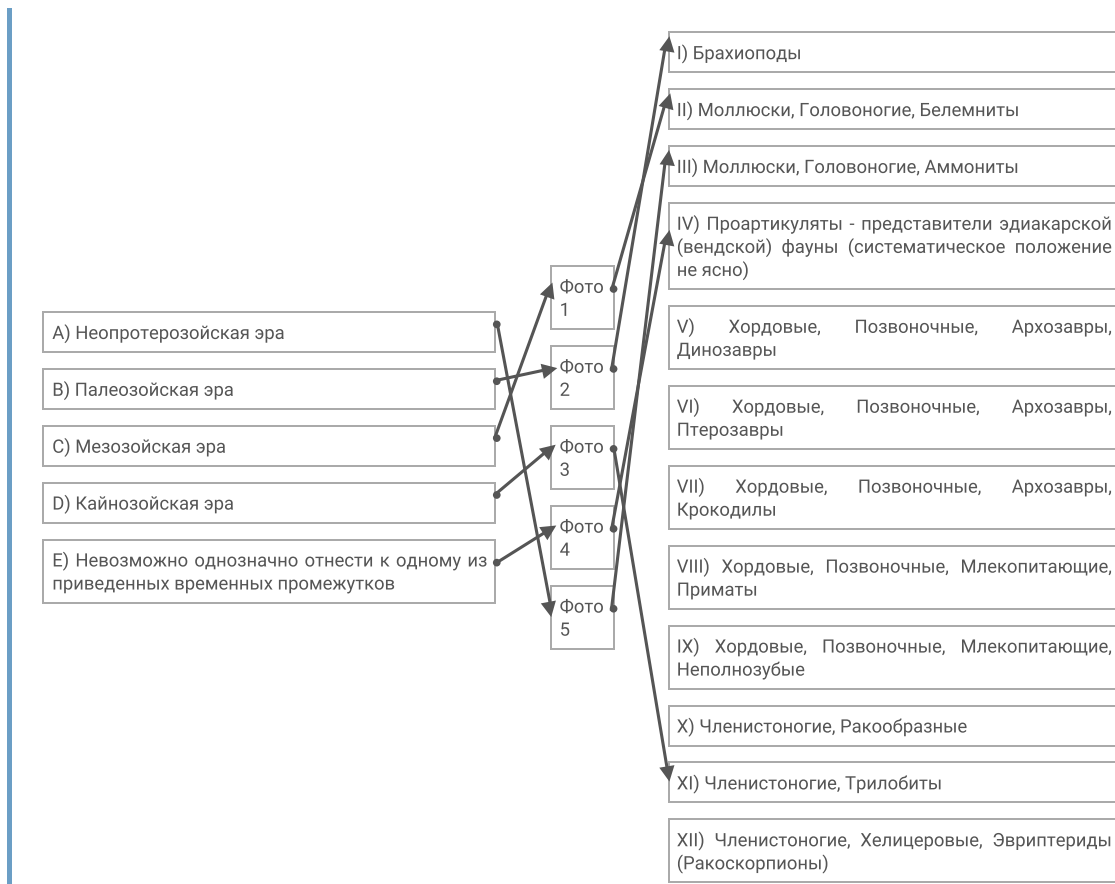 A) Неопротерозойская эра
B) Палеозойская эра
C) Мезозойская эра
D) Кайнозойская эра
E) Невозможно однозначно отнести к одному из
приведенных временных промежутков
Фото
1
Фото
2
Фото
3
Фото
4
Фото
5
I) Брахиоподы
II) Моллюски, Головоногие, Белемниты
III) Моллюски, Головоногие, Аммониты
IV) Проартикуляты - представители эдиакарской
(вендской) фауны (систематическое положение
не ясно)
V) Хордовые, Позвоночные, Архозавры,
Динозавры
VI) Хордовые, Позвоночные, Архозавры,
Птерозавры
VII) Хордовые, Позвоночные, Архозавры,
Крокодилы
VIII) Хордовые, Позвоночные, Млекопитающие,
Приматы
IX) Хордовые, Позвоночные, Млекопитающие,
Неполнозубые
X) Членистоногие, Ракообразные
XI) Членистоногие, Трилобиты
XII) Членистоногие, Хелицеровые, Эвриптериды
(Ракоскорпионы)